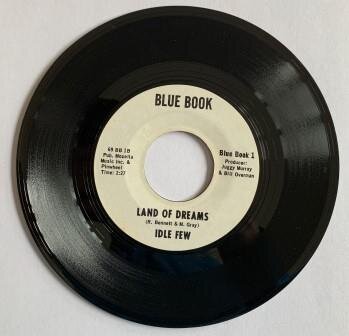 BLUE BOOK
69 BB 1B
Pub. Meooita
Music Inc. &
Pinwheel
Time: 2:27
Blue Book 1
Producer:
Juggy Murray
& Bill Overman
LAND OF DREAMS
(R. Bennett & M. Gray)
IDLE FEW